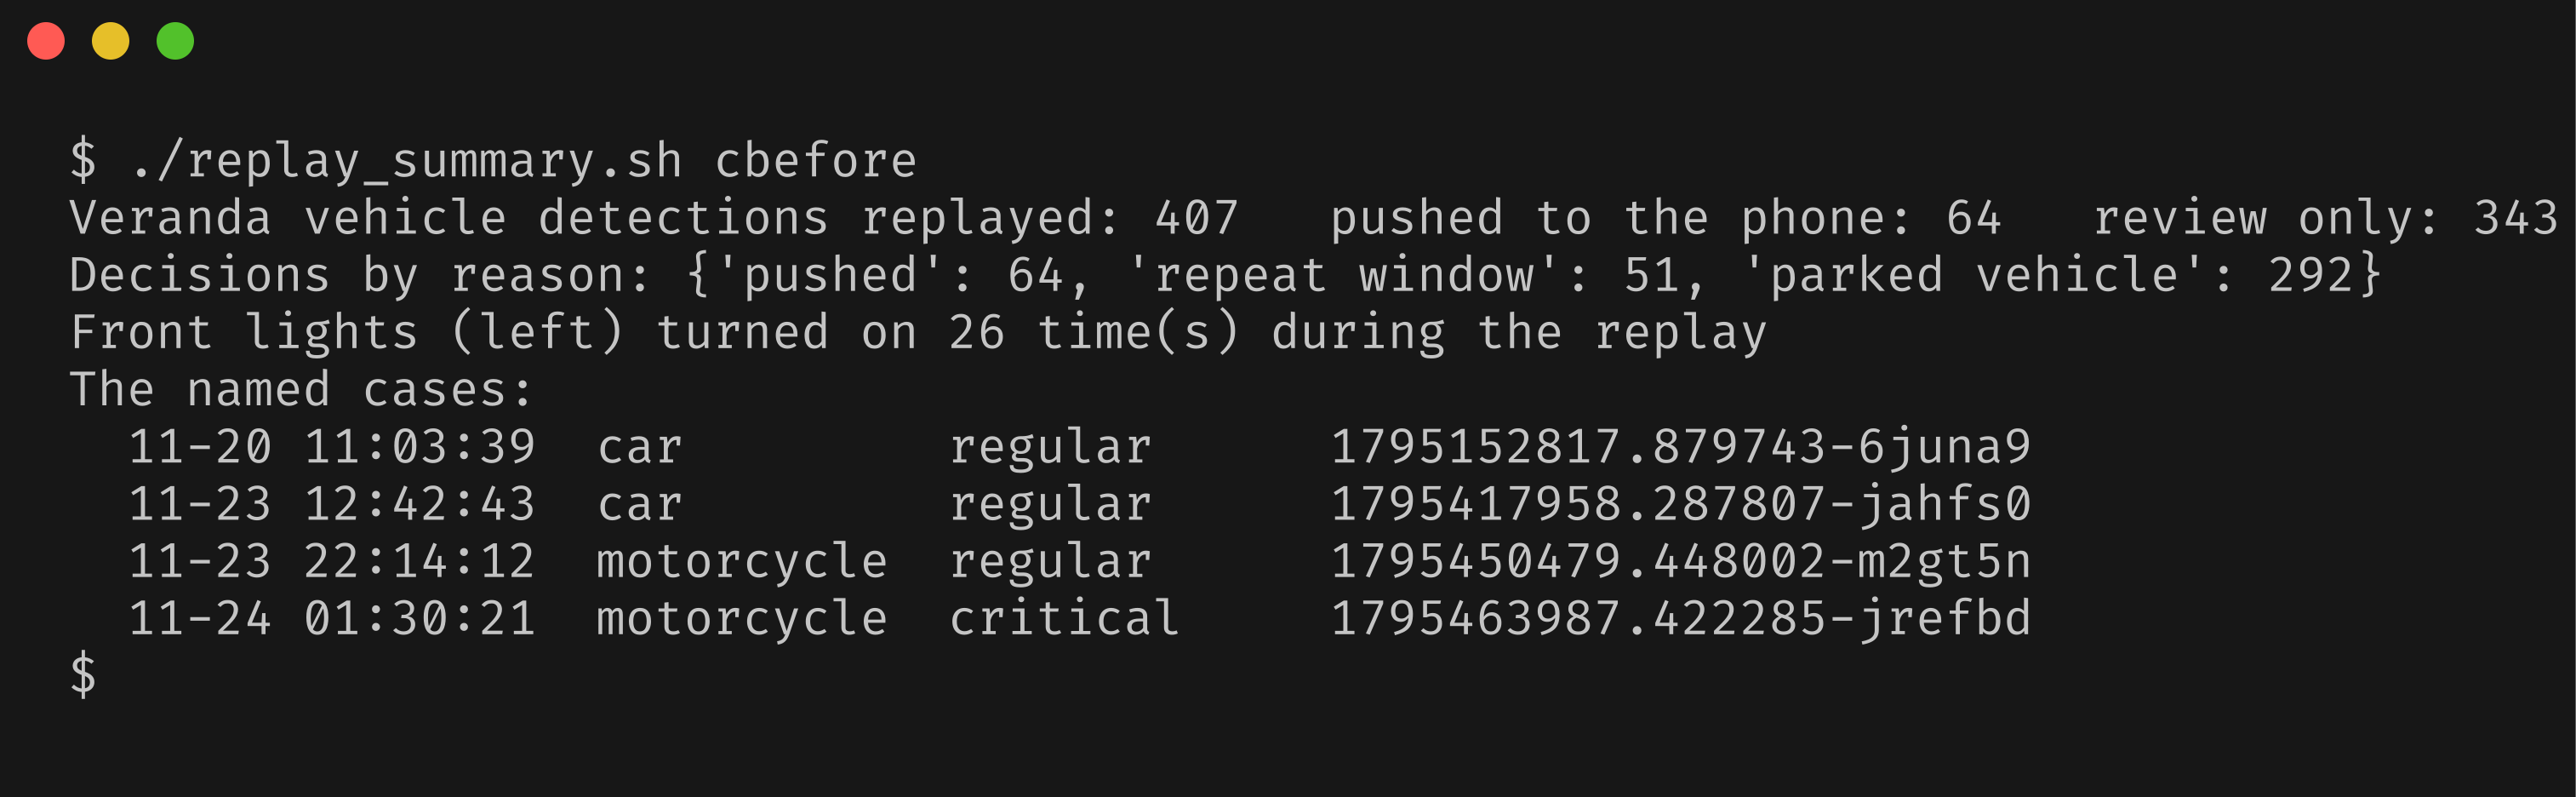 $ ./replay_summary.sh cbefore
Veranda vehicle detections replayed: 407   pushed to the phone: 64   review only: 343
Decisions by reason: {'pushed': 64, 'repeat window': 51, 'parked vehicle': 292}
Front lights (left) turned on 26 time(s) during the replay
The named cases:
  11-20 11:03:39  car         regular      1795152817.879743-6juna9
  11-23 12:42:43  car         regular      1795417958.287807-jahfs0
  11-23 22:14:12  motorcycle  regular      1795450479.448002-m2gt5n
  11-24 01:30:21  motorcycle  critical     1795463987.422285-jrefbd
$